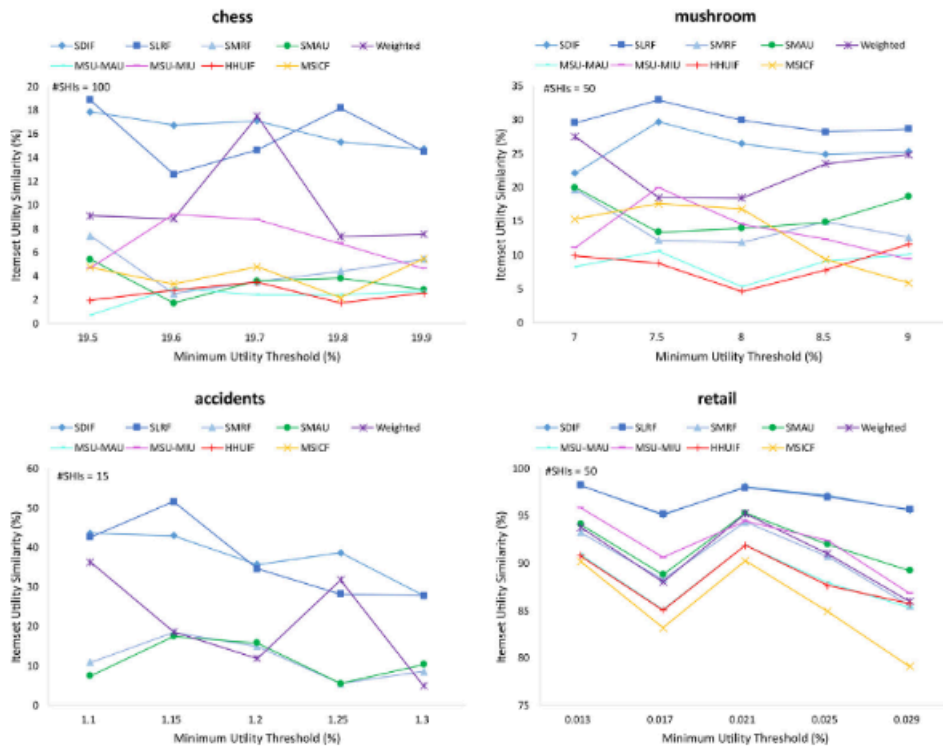 chess
SDIF SLRF SMRF SMAU Weighted
MSU-MAU MSU-MIU HHUIF MSICF
#SHIs = 100
Itemset Utility Similarity (%)
20
18
16
14
12
10
8
6
4
2
0
19.5 19.6 19.7 19.8 19.9
Minimum Utility Threshold (%)
mushroom
SDIF SLRF SMRF SMAU Weighted
MSU-MAU MSU-MIU HHUIF MSICF
#SHIs = 50
Itemset Utility Similarity (%)
35
30
25
20
15
10
5
0
7 7.5 8 8.5 9
Minimum Utility Threshold (%)
accidents
SDIF SLRF SMRF SMAU Weighted
MSU-MAU MSU-MIU HHUIF MSICF
#SHIs = 15
Itemset Utility Similarity (%)
60
50
40
30
20
10
0
1.1 1.15 1.2 1.25 1.3
Minimum Utility Threshold (%)
retail
SDIF SLRF SMRF SMAU Weighted
MSU-MAU MSU-MIU HHUIF MSICF
#SHIs = 50
Itemset Utility Similarity (%)
100
95
90
85
80
75
0.013 0.017 0.021 0.025 0.029
Minimum Utility Threshold (%)